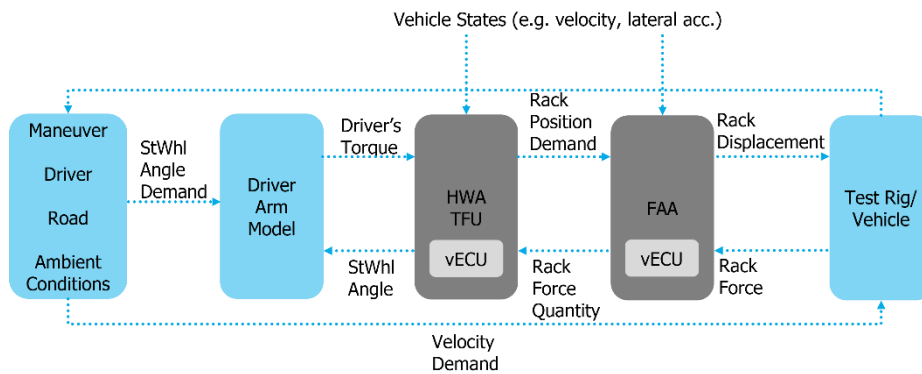 Vehicle States (e.g. velocity, lateral acc.)
Maneuver
Driver
Road
Ambient
Conditions
StWhl
Angle
Demand
Driver
Arm
Model
Driver's
Torque
StWhl
Angle
HWA
TFU
vECU
Rack
Position
Demand
Rack
Force
Quantity
FAA
vECU
Rack
Displacement
Rack
Force
Test Rig/
Vehicle
Velocity
Demand